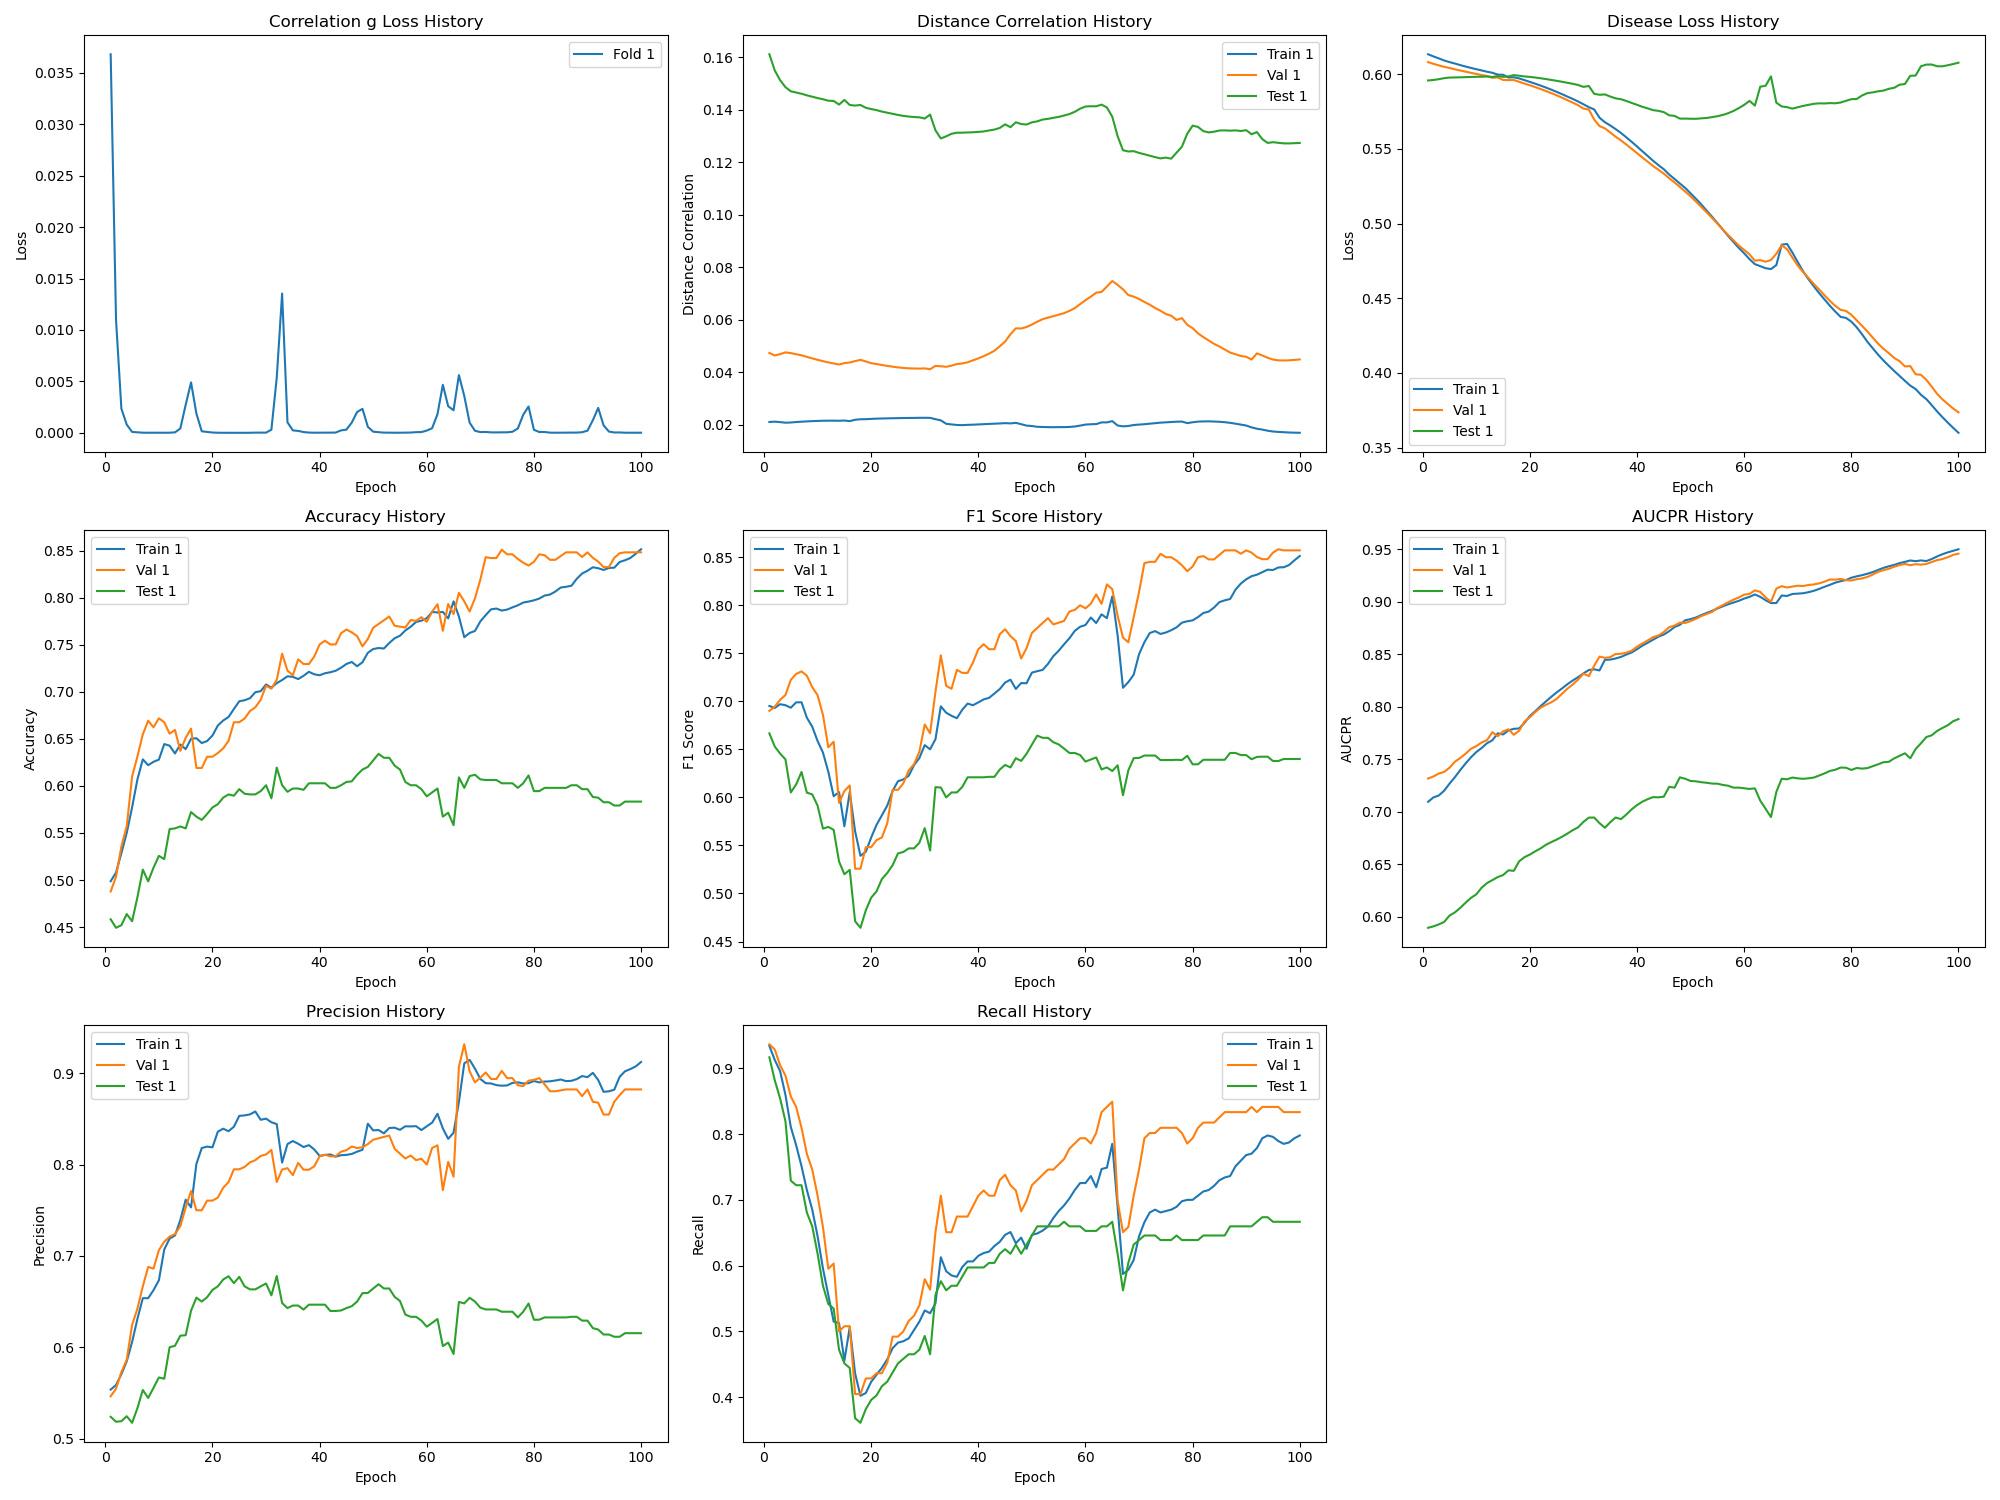 Correlation g Loss History
Fold 1
0.035
0.030
0.025
0.020
0.015
0.010
0.005
0.000
Loss
0 20 40 60 80 100
Epoch
Distance Correlation History
Train 1
Val 1
Test 1
0.16
0.14
0.12
0.10
0.08
0.06
0.04
0.02
Distance Correlation
0 20 40 60 80 100
Epoch
Disease Loss History
0.60
0.55
0.50
0.45
0.40
0.35
Loss
Train 1
Val 1
Test 1
0 20 40 60 80 100
Epoch
Accuracy History
Train 1
Val 1
Test 1
0.85
0.80
0.75
0.70
0.65
0.60
0.55
0.50
0.45
Accuracy
0 20 40 60 80 100
Epoch
F1 Score History
Train 1
Val 1
Test 1
0.85
0.80
0.75
0.70
0.65
0.60
0.55
0.50
0.45
F1 Score
0 20 40 60 80 100
Epoch
AUCPR History
Train 1
Val 1
Test 1
0.95
0.90
0.85
0.80
0.75
0.70
0.65
0.60
AUCPR
0 20 40 60 80 100
Epoch
Precision History
Train 1
Val 1
Test 1
0.9
0.8
0.7
0.6
0.5
Precision
0 20 40 60 80 100
Epoch
Recall History
Train 1
Val 1
Test 1
0.9
0.8
0.7
0.6
0.5
0.4
Recall
0 20 40 60 80 100
Epoch